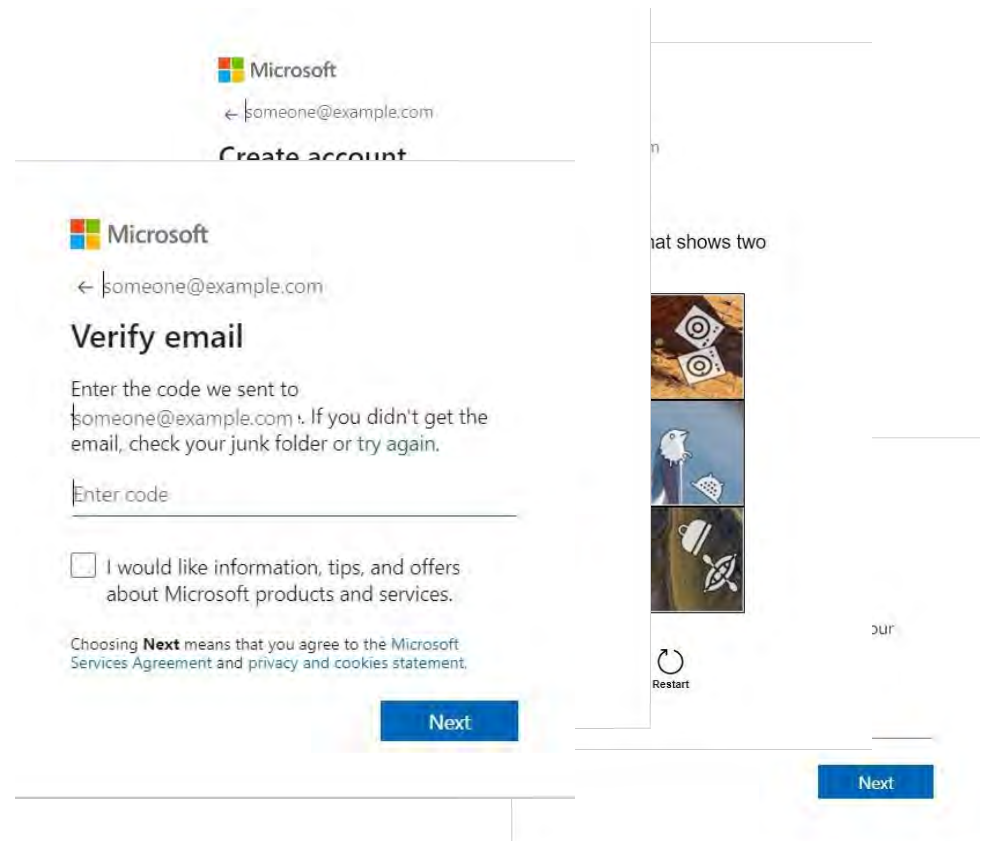 Microsoft
← someone@example.com
Create account
Microsoft
← someone@example.com
Verify email
Enter the code we sent to
someone@example.com . If you didn't get the
email, check your junk folder or try again.
Enter code
I would like information, tips, and offers
about Microsoft products and services.
Choosing Next means that you agree to the Microsoft
Services Agreement and privacy and cookies statement.
Next
hat shows two
Restart
our
Next